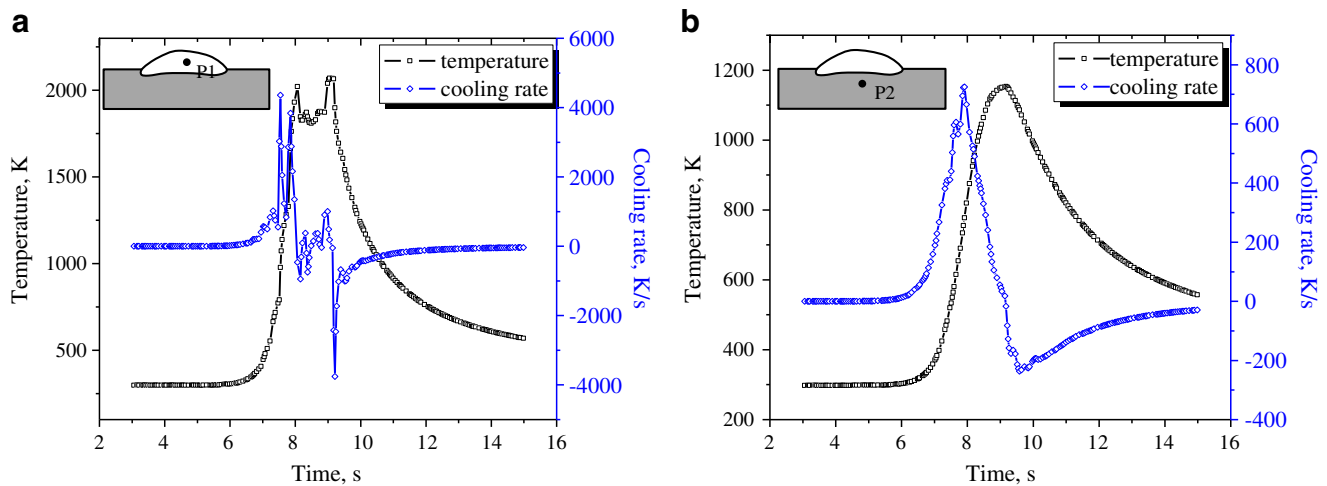 a
P1
temperature
cooling rate
Temperature, K
2000
1500
1000
500
6000
4000
2000
0
-2000
-4000
Cooling rate, K/s
2 4 6 8 10 12 14 16
Time, s
b
P2
temperature
cooling rate
Temperature, K
1200
1000
800
600
400
200
800
600
400
200
0
-200
-400
Cooling rate, K/s
2 4 6 8 10 12 14 16
Time, s